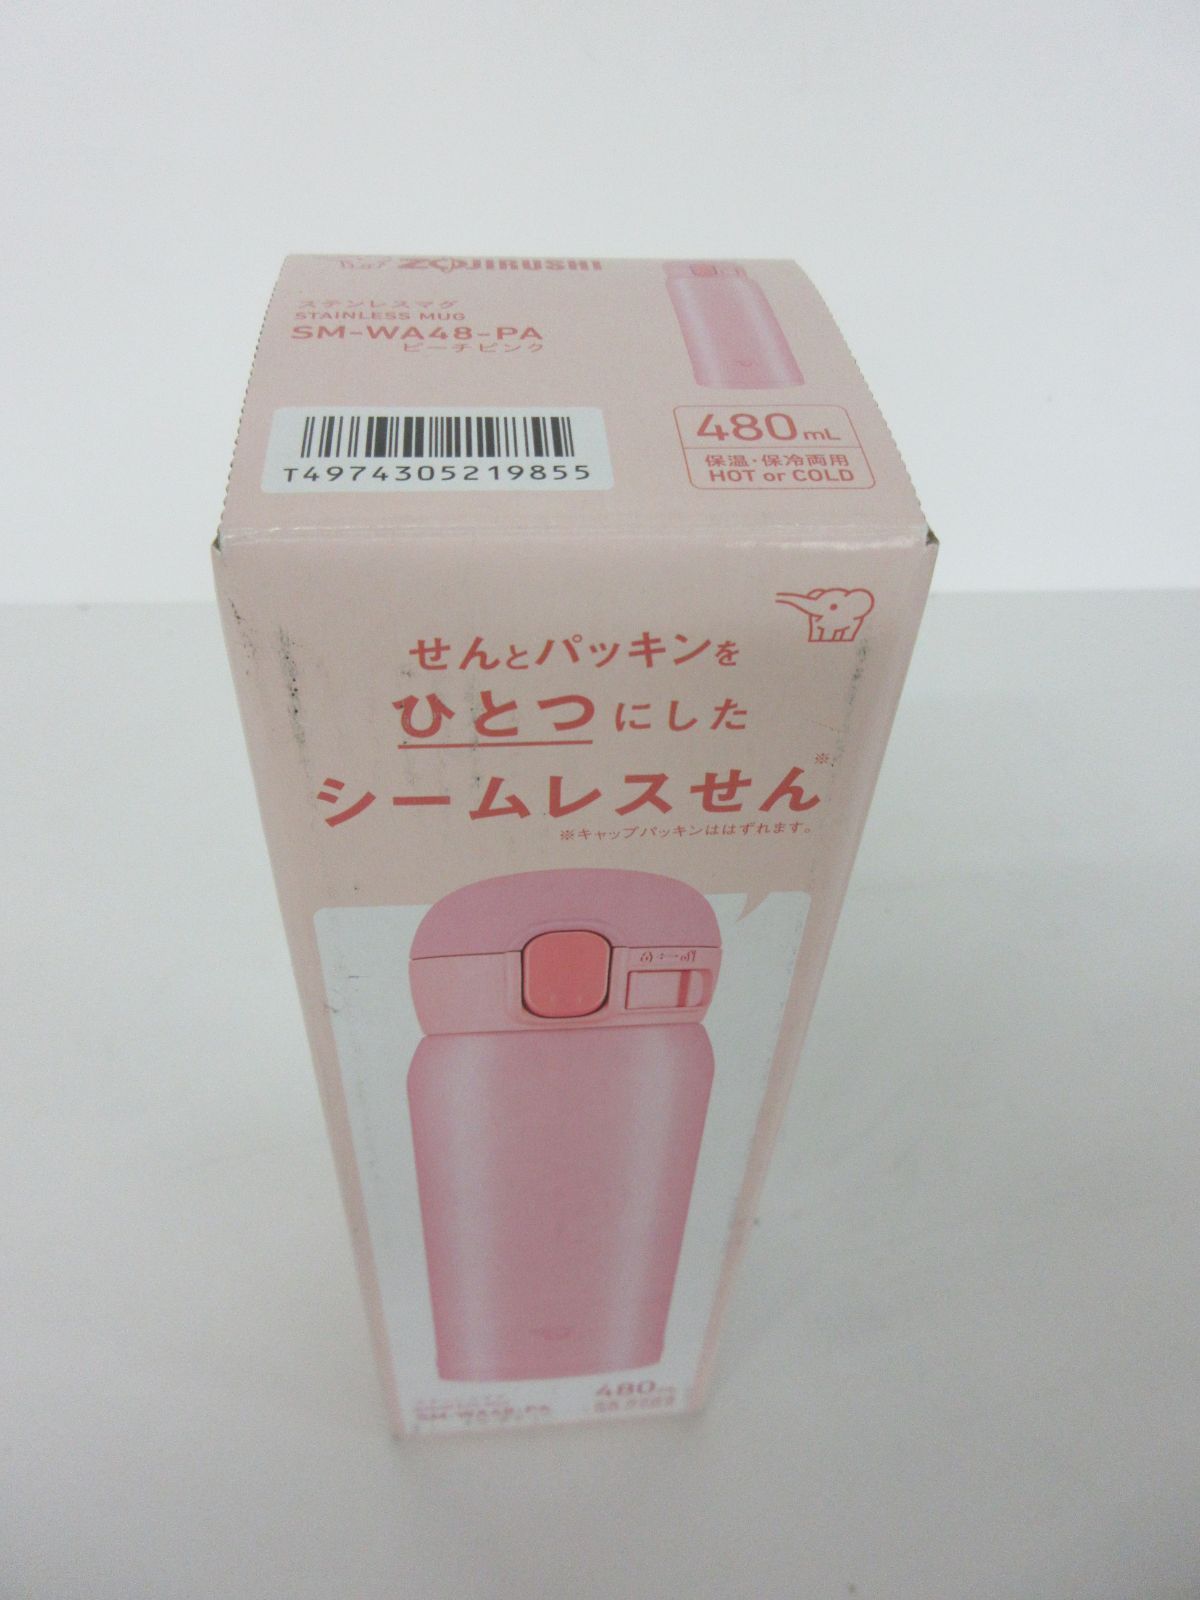 ZOJIRUSHI
ステンレスマグ
STAINLESS MUG
SM-WA48-PA
ピーチピンク
T4974305219855
480mL
保温・保冷両用
HOT or COLD
せんとパッキンを
ひとつにした
シームレスせん※
※キャップパッキンははずれます。
480
SM-WA48-PA